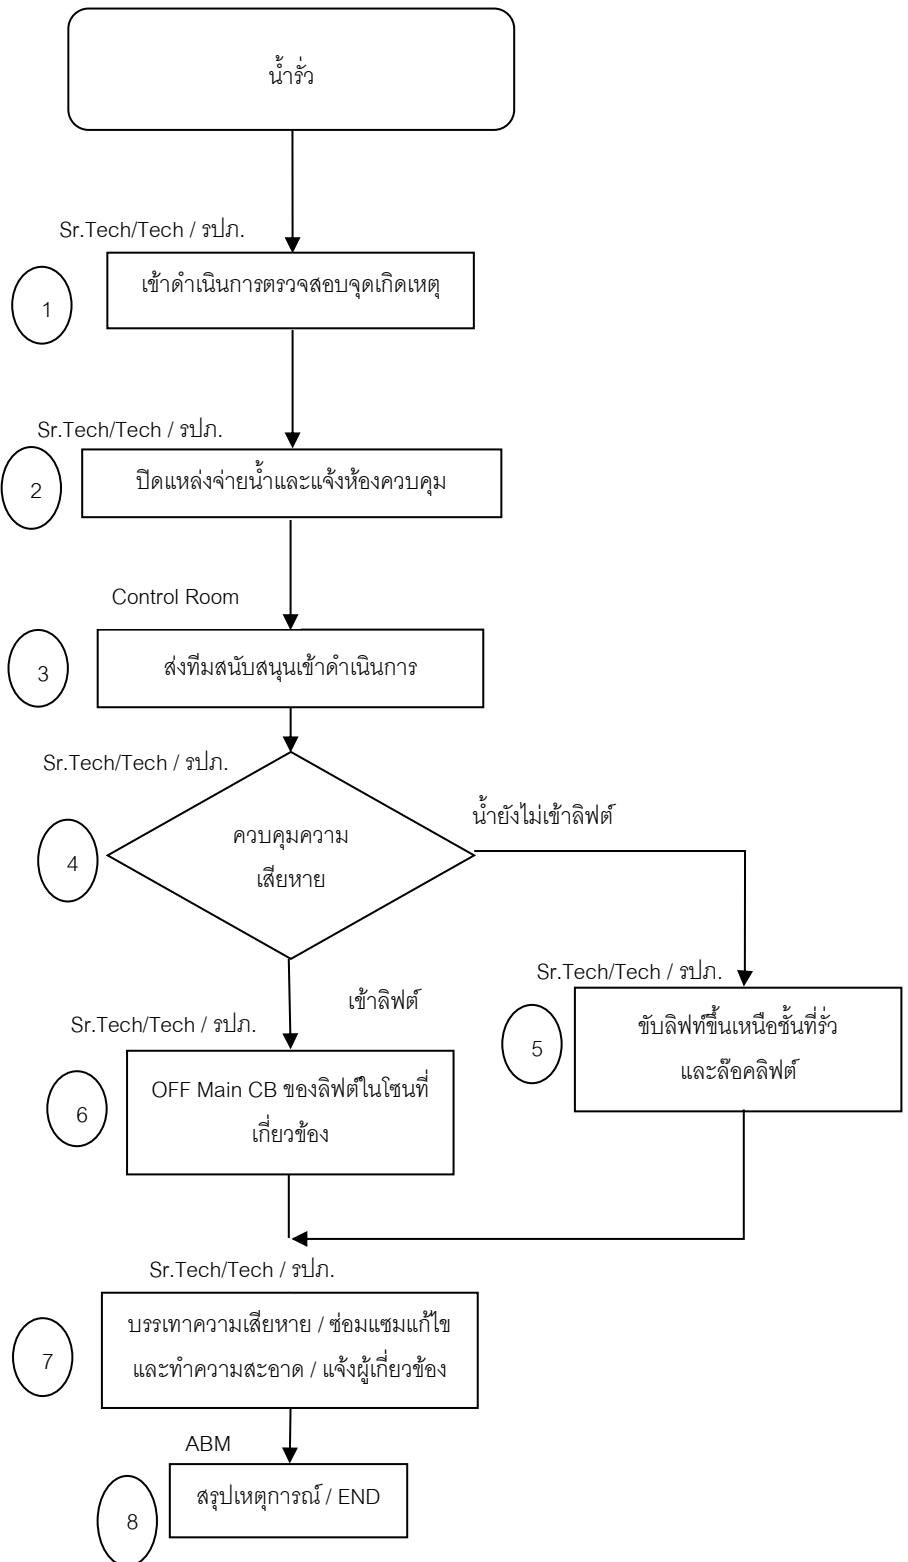 น้ำรั่ว
Sr.Tech/Tech / รปภ.
เข้าดำเนินการตรวจสอบจุดเกิดเหตุ
1
Sr.Tech/Tech / รปภ.
ปิดแหล่งจ่ายน้ำและแจ้งห้องควบคุม
2
Control Room
ส่งทีมสนับสนุนเข้าดำเนินการ
3
Sr.Tech/Tech / รปภ.
น้ำยังไม่เข้าลิฟต์
ควบคุมความ
เสียหาย
4
Sr.Tech/Tech / รปภ.
เข้าลิฟต์
ขับลิฟท์ขึ้นเหนือชั้นที่รั่ว
และล๊อคลิฟต์
5
Sr.Tech/Tech / รปภ.
OFF Main CB ของลิฟต์ในโซนที่
เกี่ยวข้อง
6
Sr.Tech/Tech / รปภ.
บรรเทาความเสียหาย / ซ่อมแซมแก้ไข
และทำความสะอาด / แจ้งผู้เกี่ยวข้อง
7
ABM
สรุปเหตุการณ์ / END
8